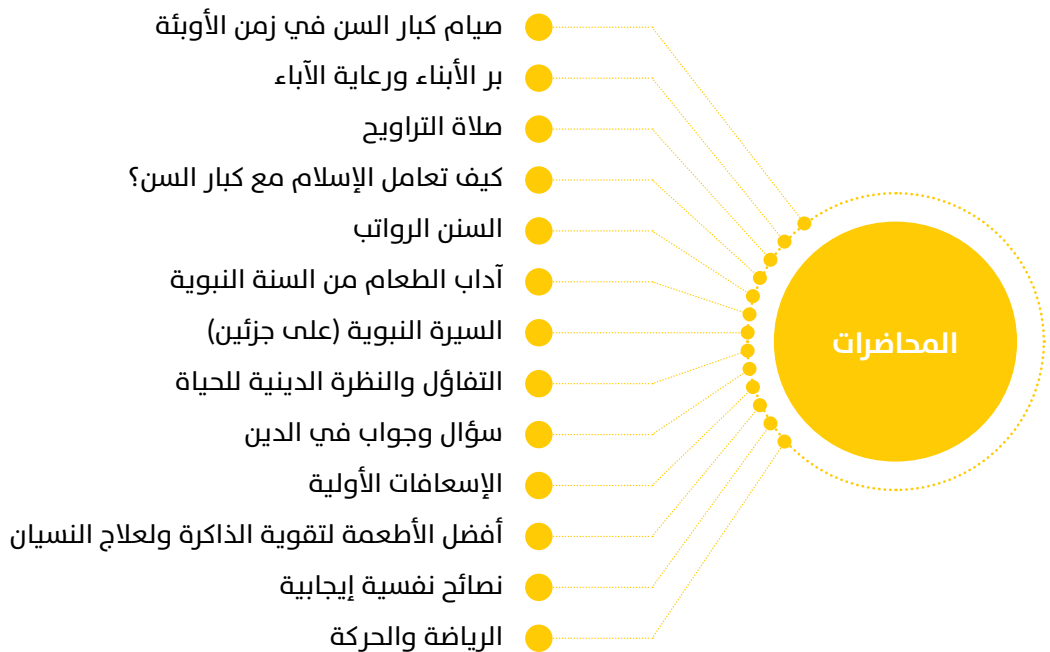 المحاضرات
صيام كبار السن في زمن الأوبئة
بر الأبناء ورعاية الآباء
صلاة التراويح
كيف تعامل الإسلام مع كبار السن؟
السنن الرواتب
آداب الطعام من السنة النبوية
السيرة النبوية (على جزئين)
التفاؤل والنظرة الدينية للحياة
سؤال وجواب في الدين
الإسعافات الأولية
أفضل الأطعمة لتقوية الذاكرة ولعلاج النسيان
نصائح نفسية إيجابية
الرياضة والحركة